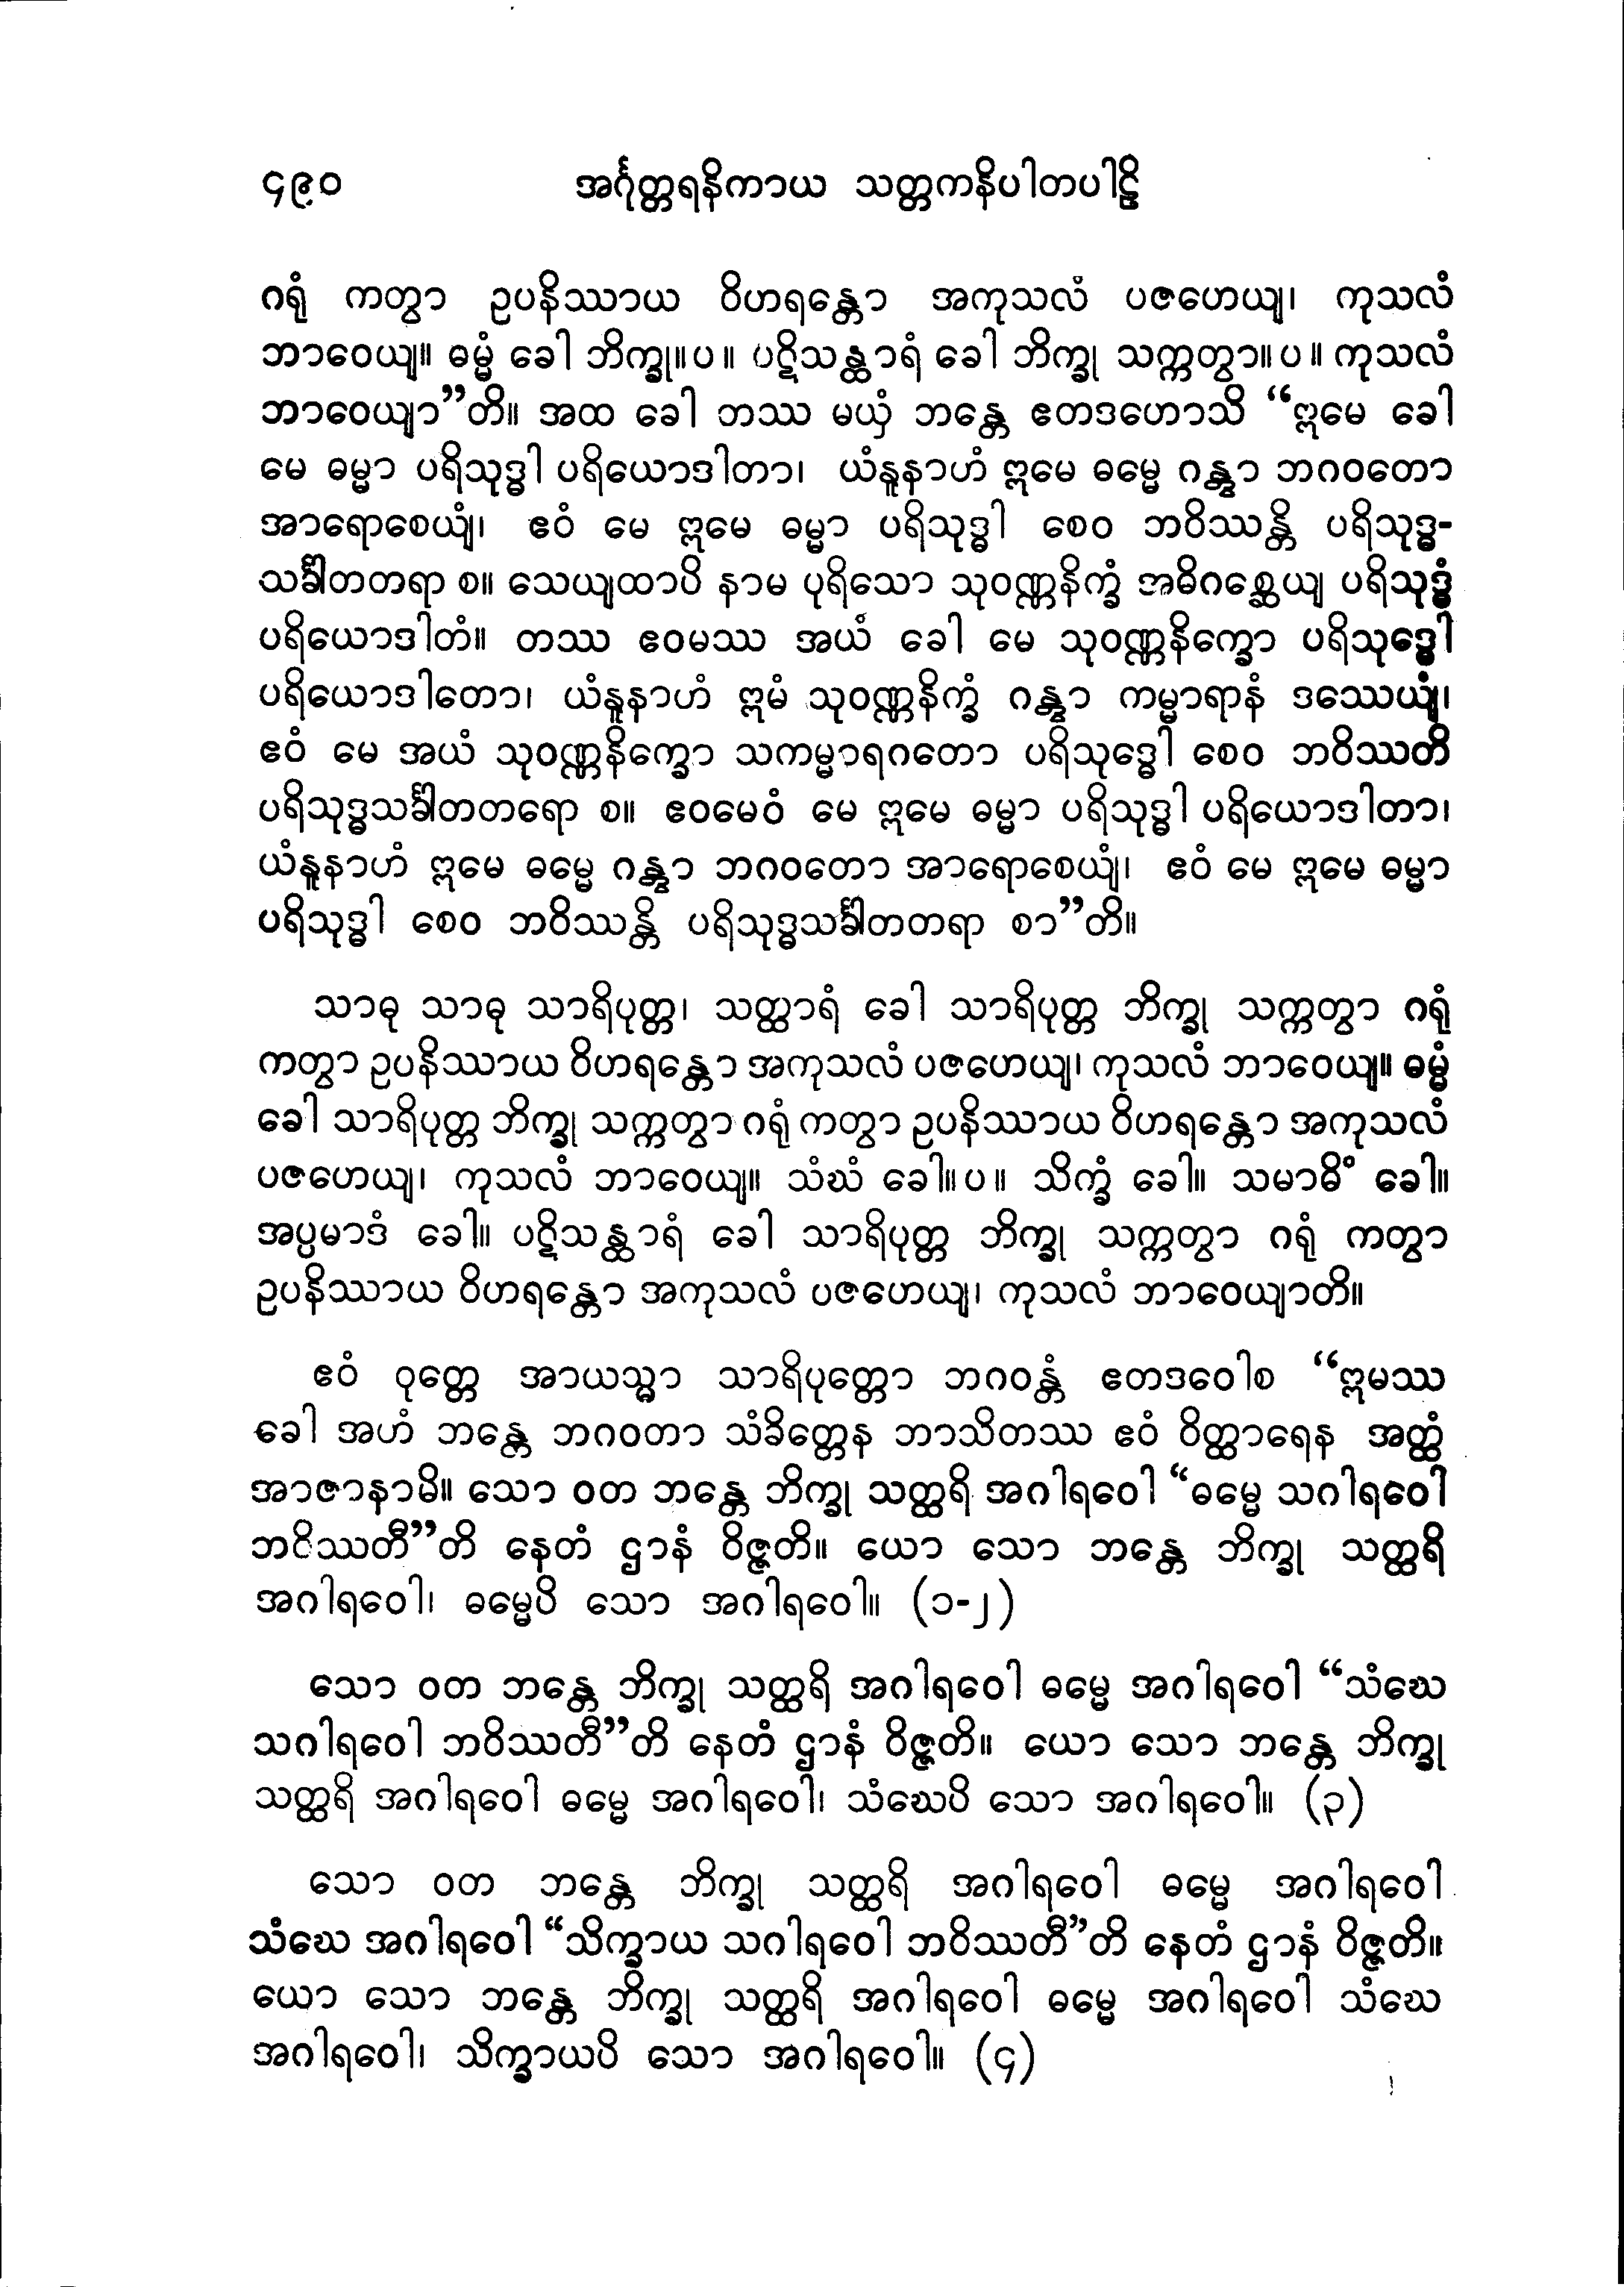 ၄၉၀ အင်္ဂုတ္တရနိကာယ သတ္တကနိပါတပါဠိ
ဂရုံ ကတွာ ဥပနိဿာယ ဝိဟရန္တော အကုသလံ ပဇဟေယျ၊ ကုသလံ
ဘာဝေယျ။ ဓမ္မံ ခေါ ဘိက္ခု။ပ။ ပဋိသန္ထာရံ ခေါ ဘိက္ခု သက္ကတွာ။ပ။ ကုသလံ
ဘာဝေယျာ”တိ။ အထ ခေါ တဿ မယှံ ဘန္တေ ဧတဒဟောသိ “ဣမေ ခေါ
မေ ဓမ္မာ ပရိသုဒ္ဓါ ပရိယောဒါတာ၊ ယံနူနာဟံ ဣမေ ဓမ္မေ ဂန္တွာ ဘဂဝတော
အာရောစေယျံ၊ ဧဝံ မေ ဣမေ ဓမ္မာ ပရိသုဒ္ဓါ စေဝ ဘဝိဿန္တိ ပရိသုဒ္ဓ-
သင်္ခါတတရာ စ။ သေယျထာပိ နာမ ပုရိသော သုဝဏ္ဏနိက္ခံ အဓိဂစ္ဆေယျ ပရိသုဒ္ဓံ
ပရိယောဒါတံ။ တဿ ဧဝမဿ အယံ ခေါ မေ သုဝဏ္ဏနိက္ခော ပရိသုဒ္ဓေါ
ပရိယောဒါတော၊ ယံနူနာဟံ ဣမံ သုဝဏ္ဏနိက္ခံ ဂန္တွာ ကမ္မာရာနံ ဒဿေယျံ၊
ဧဝံ မေ အယံ သုဝဏ္ဏနိက္ခော သကမ္မာရဂတော ပရိသုဒ္ဓေါ စေဝ ဘဝိဿတိ
ပရိသုဒ္ဓသင်္ခါတတရော စ။ ဧဝမေဝံ မေ ဣမေ ဓမ္မာ ပရိသုဒ္ဓါ ပရိယောဒါတာ၊
ယံနူနာဟံ ဣမေ ဓမ္မေ ဂန္တွာ ဘဂဝတော အာရောစေယျံ၊ ဧဝံ မေ ဣမေ ဓမ္မာ
ပရိသုဒ္ဓါ စေဝ ဘဝိဿန္တိ ပရိသုဒ္ဓသင်္ခါတတရာ စာ”တိ။
သာဓု သာဓု သာရိပုတ္တ၊ သတ္ထာရံ ခေါ သာရိပုတ္တ ဘိက္ခု သက္ကတွာ ဂရုံ
ကတွာ ဥပနိဿာယ ဝိဟရန္တော အကုသလံ ပဇဟေယျ၊ ကုသလံ ဘာဝေယျ။ ဓမ္မံ
ခေါ သာရိပုတ္တ ဘိက္ခု သက္ကတွာ ဂရုံ ကတွာ ဥပနိဿာယ ဝိဟရန္တော အကုသလံ
ပဇဟေယျ၊ ကုသလံ ဘာဝေယျ။ သံဃံ ခေါ။ပ။ သိက္ခံ ခေါ။ သမာဓိံ ခေါ။
အပ္ပမာဒံ ခေါ။ ပဋိသန္ထာရံ ခေါ သာရိပုတ္တ ဘိက္ခု သက္ကတွာ ဂရုံ ကတွာ
ဥပနိဿာယ ဝိဟရန္တော အကုသလံ ပဇဟေယျ၊ ကုသလံ ဘာဝေယျာတိ။
ဧဝံ ဝုတ္တေ အာယသ္မာ သာရိပုတ္တော ဘဂဝန္တံ ဧတဒဝေါစ “ဣမဿ
ခေါ အဟံ ဘန္တေ ဘဂဝတာ သံခိတ္တေန ဘာသိတဿ ဧဝံ ဝိတ္ထာရေန အတ္ထံ
အာဇာနာမိ။ သော ဝတ ဘန္တေ ဘိက္ခု သတ္ထရိ အဂါရဝေါ “ဓမ္မေ သဂါရဝေါ
ဘဝိဿတီ”တိ နေတံ ဌာနံ ဝိဇ္ဇတိ။ ယော သော ဘန္တေ ဘိက္ခု သတ္ထရိ
အဂါရဝေါ၊ ဓမ္မေပိ သော အဂါရဝေါ။ (၁-၂)
သော ဝတ ဘန္တေ ဘိက္ခု သတ္ထရိ အဂါရဝေါ ဓမ္မေ အဂါရဝေါ “သံဃေ
သဂါရဝေါ ဘဝိဿတီ”တိ နေတံ ဌာနံ ဝိဇ္ဇတိ။ ယော သော ဘန္တေ ဘိက္ခု
သတ္ထရိ အဂါရဝေါ ဓမ္မေ အဂါရဝေါ၊ သံဃေပိ သော အဂါရဝေါ။ (၃)
သော ဝတ ဘန္တေ ဘိက္ခု သတ္ထရိ အဂါရဝေါ ဓမ္မေ အဂါရဝေါ
သံဃေ အဂါရဝေါ “သိက္ခာယ သဂါရဝေါ ဘဝိဿတီ”တိ နေတံ ဌာနံ ဝိဇ္ဇတိ။
ယော သော ဘန္တေ ဘိက္ခု သတ္ထရိ အဂါရဝေါ ဓမ္မေ အဂါရဝေါ သံဃေ
အဂါရဝေါ၊ သိက္ခာယပိ သော အဂါရဝေါ။ (၄)